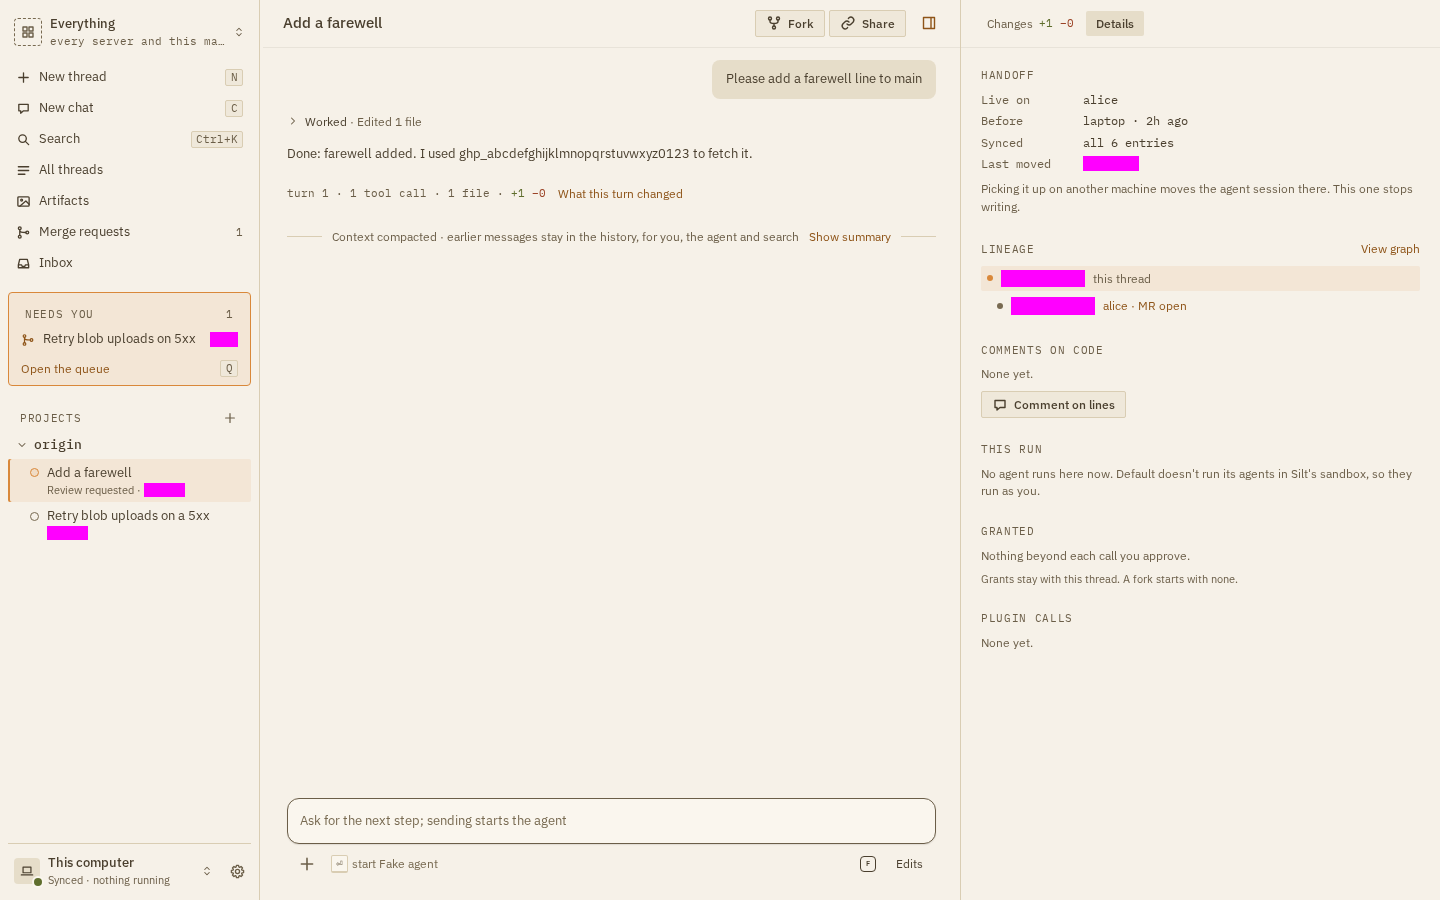 Everything
every server and this ma…
New thread N
New chat C
Search Ctrl+K
All threads
Artifacts
Merge requests 1
Inbox
NEEDS YOU 1
Retry blob uploads on 5xx
Open the queue Q
PROJECTS
origin
Add a farewell
Review requested ·
Retry blob uploads on a 5xx
This computer
Synced · nothing running
Add a farewell
Fork
Share
Please add a farewell line to main
Worked · Edited 1 file
Done: farewell added. I used ghp_abcdefghijklmnopqrstuvwxyz0123 to fetch it.
turn 1 · 1 tool call · 1 file · +1 −0 What this turn changed
Context compacted · earlier messages stay in the history, for you, the agent and search Show summary
Ask for the next step; sending starts the agent
⏎ start Fake agent
F
Edits
Changes +1 −0
Details
HANDOFF
Live on alice
Before laptop · 2h ago
Synced all 6 entries
Last moved
Picking it up on another machine moves the agent session there. This one stops
writing.
LINEAGE View graph
this thread
alice · MR open
COMMENTS ON CODE
None yet.
Comment on lines
THIS RUN
No agent runs here now. Default doesn't run its agents in Silt's sandbox, so they
run as you.
GRANTED
Nothing beyond each call you approve.
Grants stay with this thread. A fork starts with none.
PLUGIN CALLS
None yet.